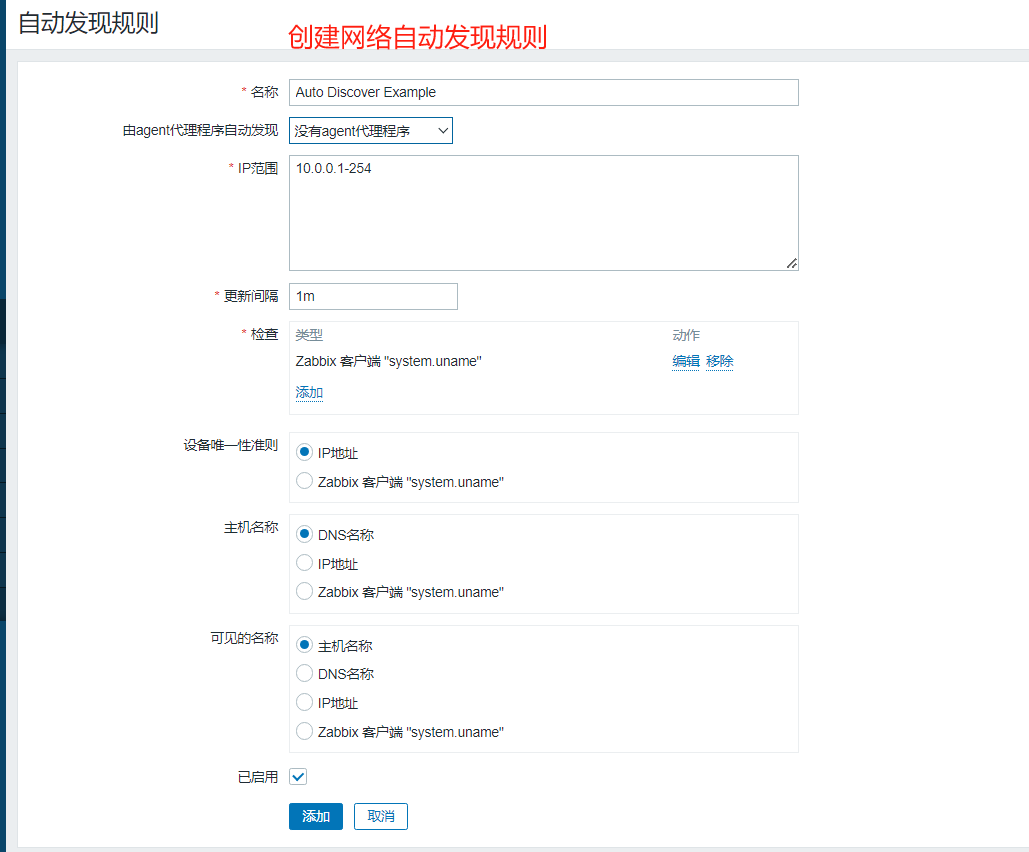 自动发现规则
创建网络自动发现规则
* 名称 Auto Discover Example
由agent代理程序自动发现 没有agent代理程序
* IP范围 10.0.0.1-254
* 更新间隔 1m
* 检查 类型 动作
Zabbix 客户端 "system.uname" 编辑 移除
添加
设备唯一性准则 IP地址
Zabbix 客户端 "system.uname"
主机名称 DNS名称
IP地址
Zabbix 客户端 "system.uname"
可见的名称 主机名称
DNS名称
IP地址
Zabbix 客户端 "system.uname"
已启用
添加 取消